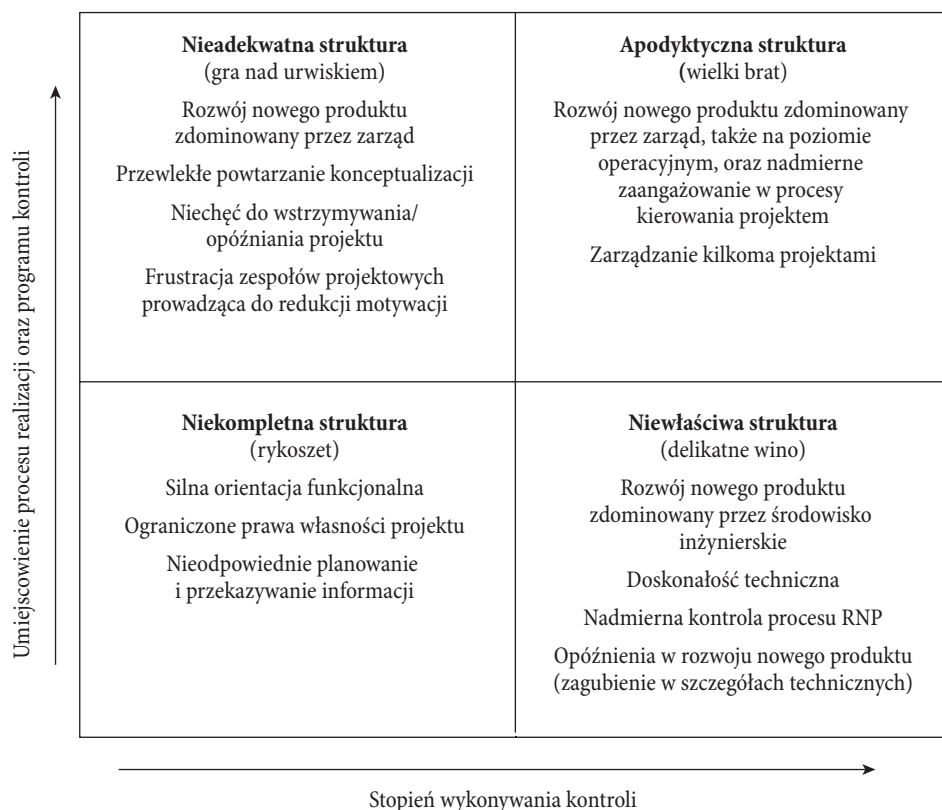 Umiejscowienie procesu realizacji oraz programu kontroli
Nieadekwatna struktura
(gra nad urwiskiem)
Rozwój nowego produktu
zdominowany przez zarząd
Przewlekłe powtarzanie konceptualizacji
Niechęć do wstrzymywania/
opóźniania projektu
Frustracja zespołów projektowych
prowadząca do redukcji motywacji
Apodyktyczna struktura
(wielki brat)
Rozwój nowego produktu zdominowany
przez zarząd, także na poziomie
operacyjnym, oraz nadmierne
zaangażowanie w procesy
kierowania projektem
Zarządzanie kilkoma projektami
Niekompletna struktura
(rykoszet)
Silna orientacja funkcjonalna
Ograniczone prawa własności projektu
Nieodpowiednie planowanie
i przekazywanie informacji
Niewłaściwa struktura
(delikatne wino)
Rozwój nowego produktu
zdominowany przez środowisko
inżynierskie
Doskonałość techniczna
Nadmierna kontrola procesu RNP
Opóźnienia w rozwoju nowego produktu
(zagubienie w szczegółach technicznych)
Stopień wykonywania kontroli